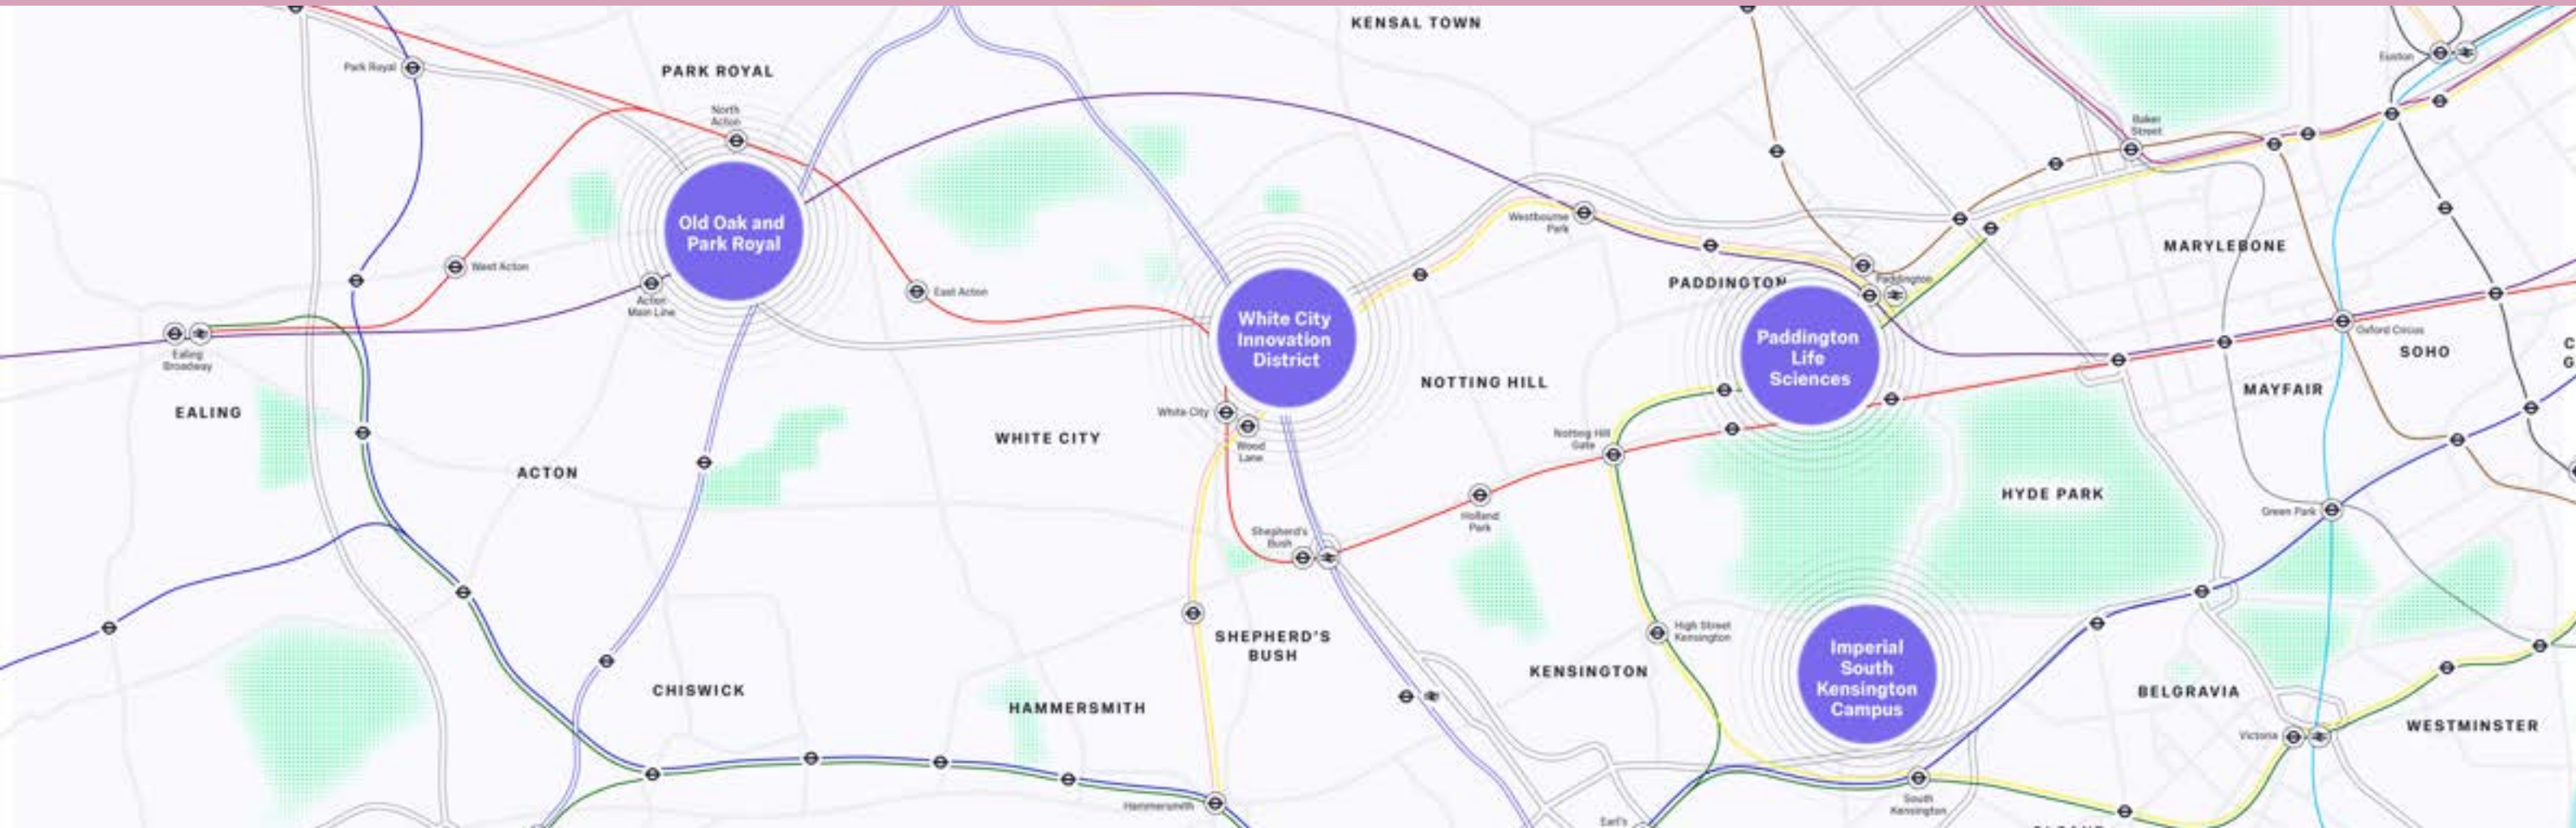 KENSAL TOWN
Euston
Park Royal
PARK ROYAL
North
Acton
Baker
Street
Old Oak and
Park Royal
Westbourne
Park
MARYLEBONE
West Acton
PADDINGTON
Paddington
East Acton
Acton
Main Line
White City
Innovation
District
Paddington
Life
Sciences
Oxford Circus
SOHO
Ealing
Broadway
NOTTING HILL
MAYFAIR
EALING
White City
WHITE CITY
Notting Hill
Gate
Wood
Lane
ACTON
HYDE PARK
Holland
Park
Green Park
Shepherd's
Bush
High Street
Kensington
SHEPHERD'S
BUSH
Imperial
South
Kensington
Campus
KENSINGTON
CHISWICK
BELGRAVIA
HAMMERSMITH
WESTMINSTER
Victoria
Hammersmith
South
Kensington
Earl's